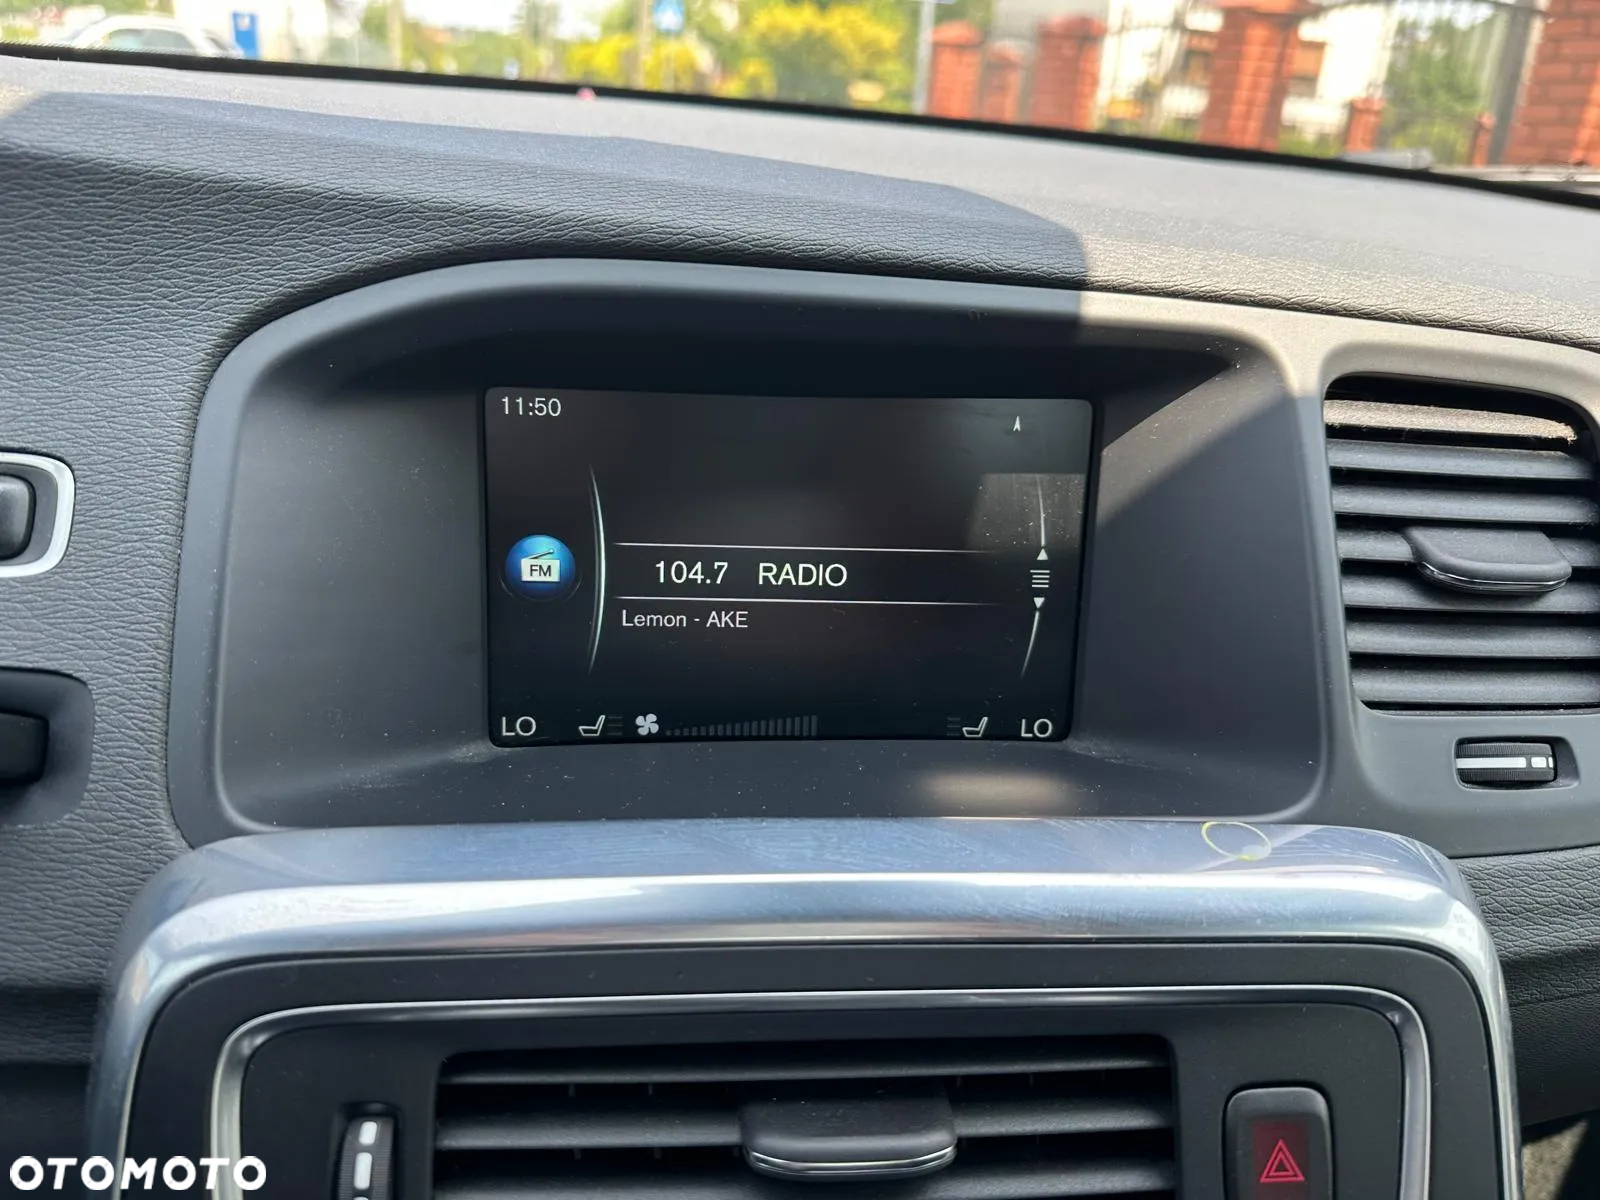 11:50
FM
104.7 RADIO
Lemon - AKE
LO
LO
OTOMOTO